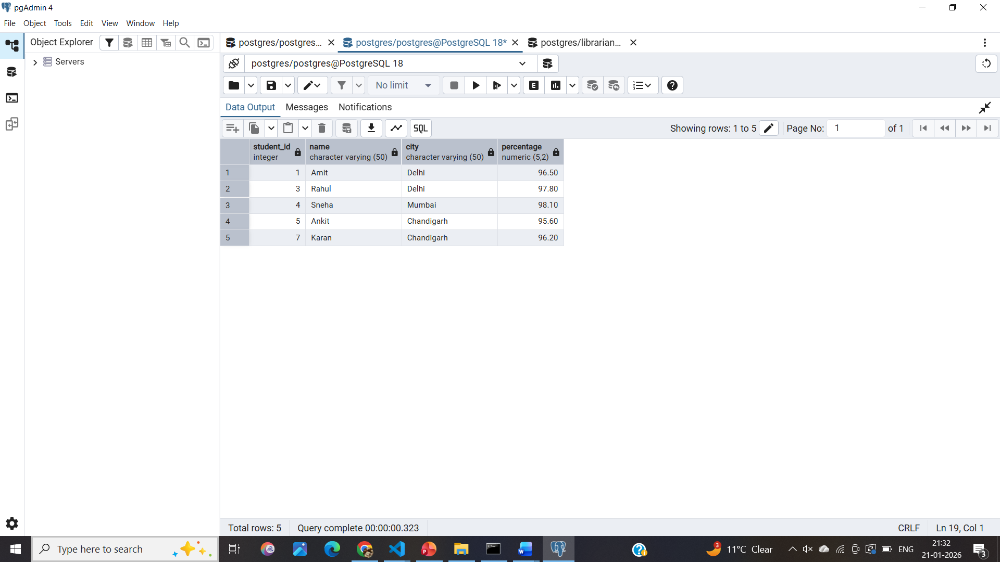 pgAdmin 4
File Object Tools Edit View Window Help
Object Explorer
Servers
postgres/postgres... postgres/postgres@PostgreSQL 18* postgres/librarian...
postgres/postgres@PostgreSQL 18
No limit E
Data Output Messages Notifications
SQL Showing rows: 1 to 5 Page No: 1 of 1
student_id name city percentage
integer character varying (50) character varying (50) numeric (5,2)
1 1 Amit Delhi 96.50
2 3 Rahul Delhi 97.80
3 4 Sneha Mumbai 98.10
4 5 Ankit Chandigarh 95.60
5 7 Karan Chandigarh 96.20
Total rows: 5 Query complete 00:00:00.323 CRLF Ln 19, Col 1
Type here to search 3 11°C Clear ENG 21:32
21-01-2026 3